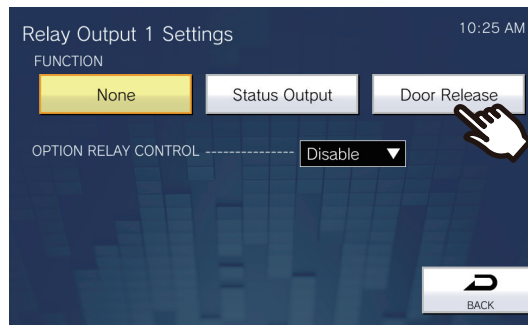 Relay Output 1 Settings
10:25 AM
FUNCTION
None
Status Output
Door Release
OPTION RELAY CONTROL --------------- Disable ▼
BACK